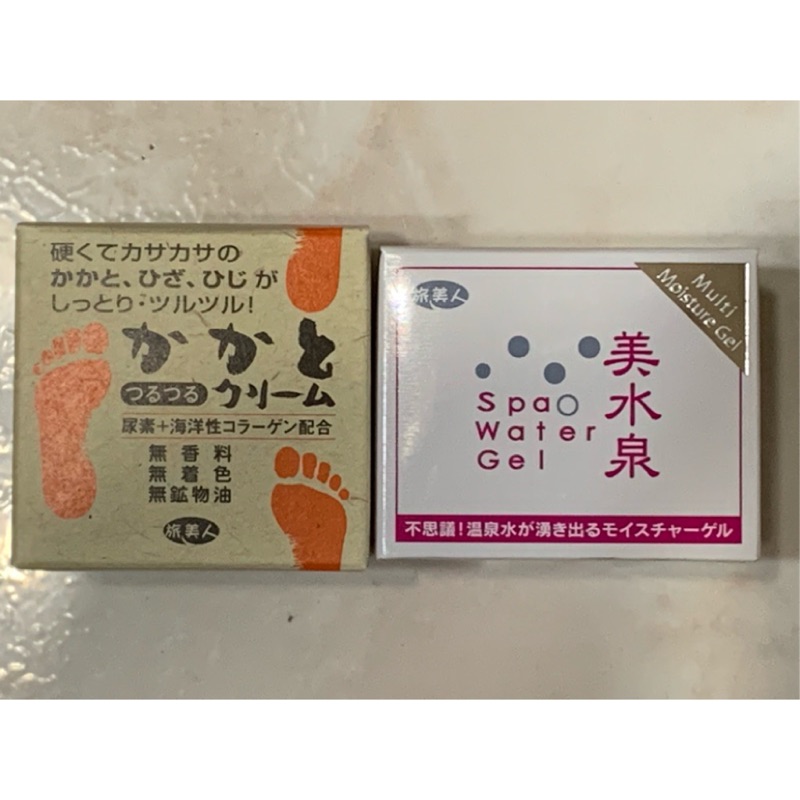 硬くてカサカサの
かかと、ひざ、ひじが
しっとり・ツルツル!
かかと
つるつる クリーム
尿素+海洋性コラーゲン配合
無香料
無着色
無鉱物油
旅美人
旅美人
Multi
Moisture Gel
美水泉
Spa
Water
Gel
不思議!温泉水が湧き出るモイスチャーゲル